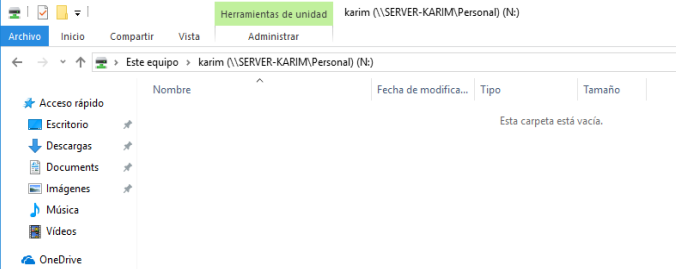 Herramientas de unidad karim (\\SERVER-KARIM\Personal) (N:)
Archivo Inicio Compartir Vista Administrar
Este equipo karim (\\SERVER-KARIM\Personal) (N:)
Nombre Fecha de modifica... Tipo Tamaño
Esta carpeta está vacía.
Acceso rápido
Escritorio
Descargas
Documents
Imágenes
Música
Vídeos
OneDrive